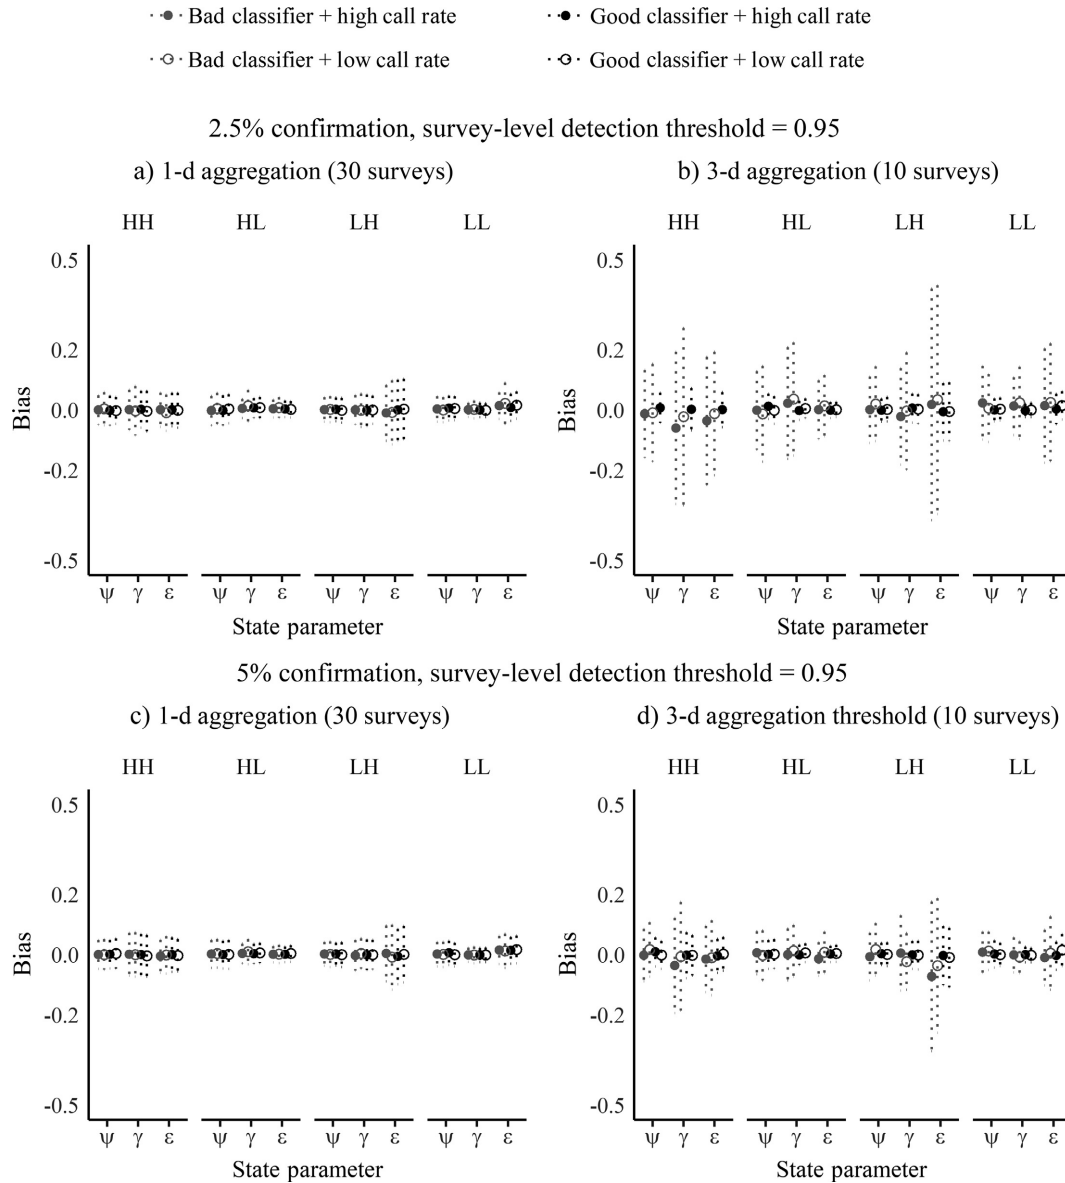 Bad classifier + high call rate
Good classifier + high call rate
Bad classifier + low call rate
Good classifier + low call rate
2.5% confirmation, survey-level detection threshold = 0.95
a) 1-d aggregation (30 surveys)
b) 3-d aggregation (10 surveys)
HH HL LH LL
HH HL LH LL
0.5
0.2
0.0
-0.2
-0.5
Bias
0.5
0.2
0.0
-0.2
-0.5
Bias
ψ γ ε ψ γ ε ψ γ ε ψ γ ε
ψ γ ε ψ γ ε ψ γ ε ψ γ ε
State parameter
State parameter
5% confirmation, survey-level detection threshold = 0.95
c) 1-d aggregation (30 surveys)
d) 3-d aggregation threshold (10 surveys)
HH HL LH LL
HH HL LH LL
0.5
0.2
0.0
-0.2
-0.5
Bias
0.5
0.2
0.0
-0.2
-0.5
Bias
ψ γ ε ψ γ ε ψ γ ε ψ γ ε
ψ γ ε ψ γ ε ψ γ ε ψ γ ε
State parameter
State parameter